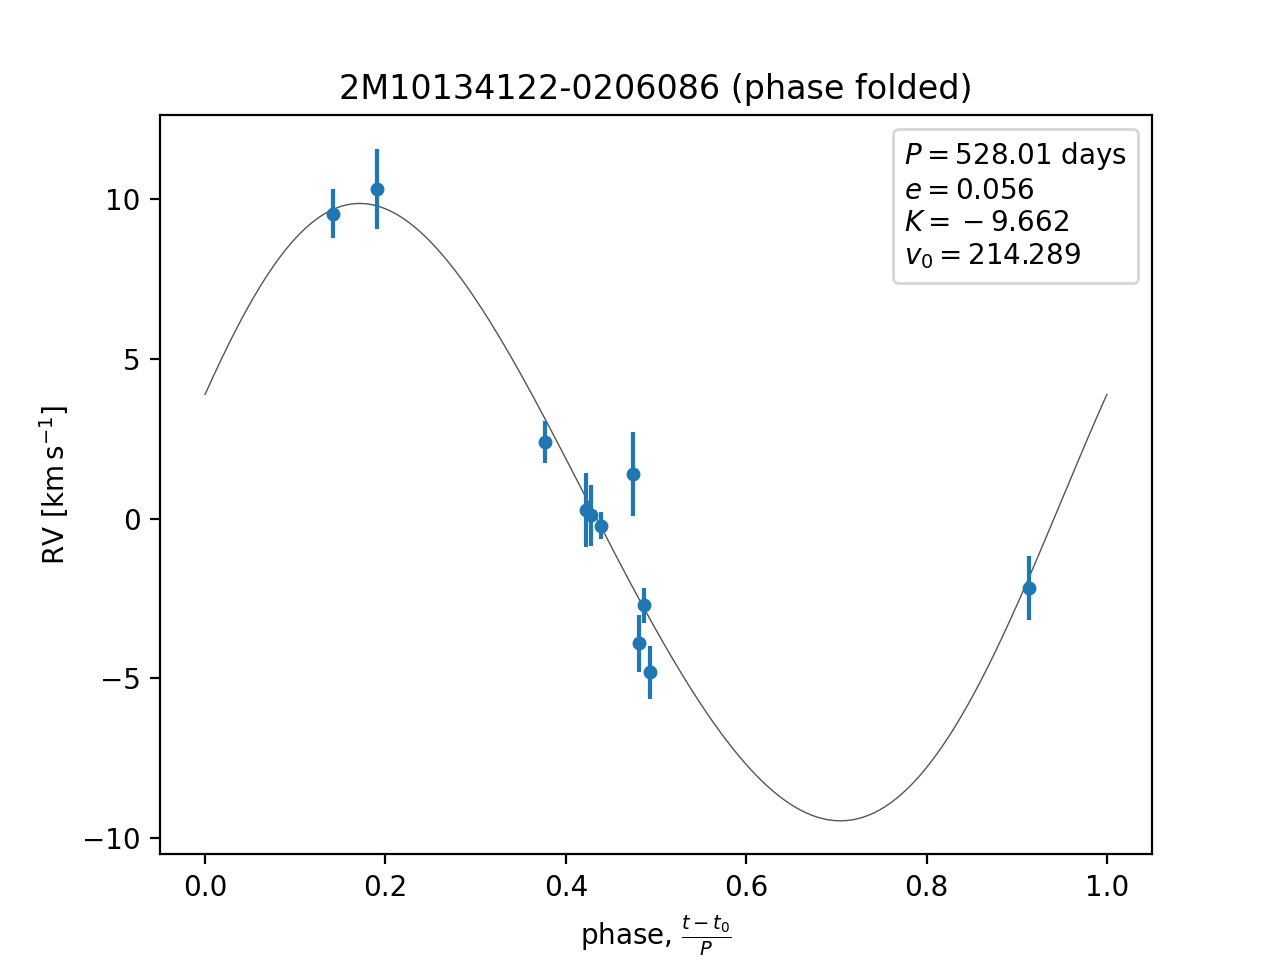 2M10134122-0206086 (phase folded)
P = 528.01 days
e = 0.056
K = −9.662
v₀ = 214.289
10
5
0
−5
−10
RV [km s⁻¹]
0.0 0.2 0.4 0.6 0.8 1.0
phase, (t − t₀)/P